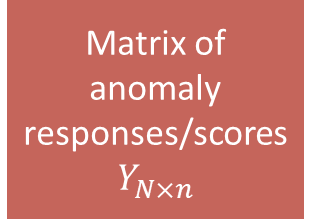 Matrix of
anomaly
responses/scores
Y_{N×n}